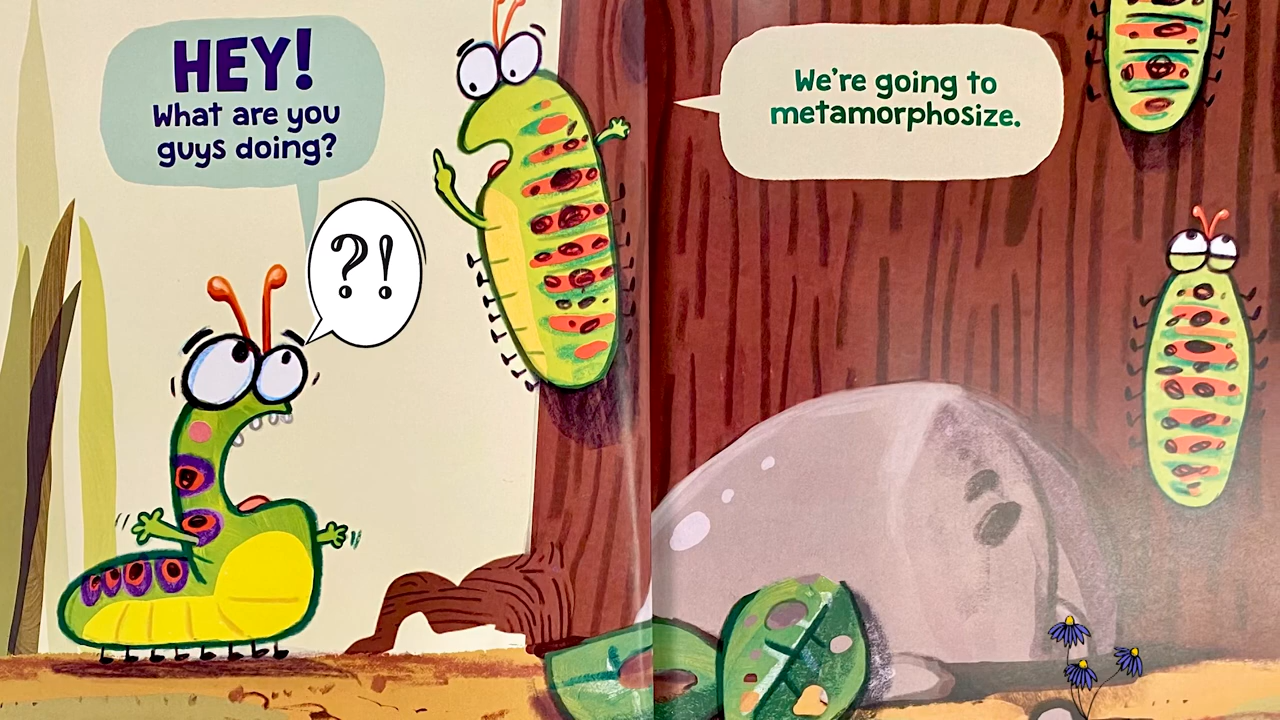 HEY!
What are you
guys doing?
?!
We're going to
metamorphosize.